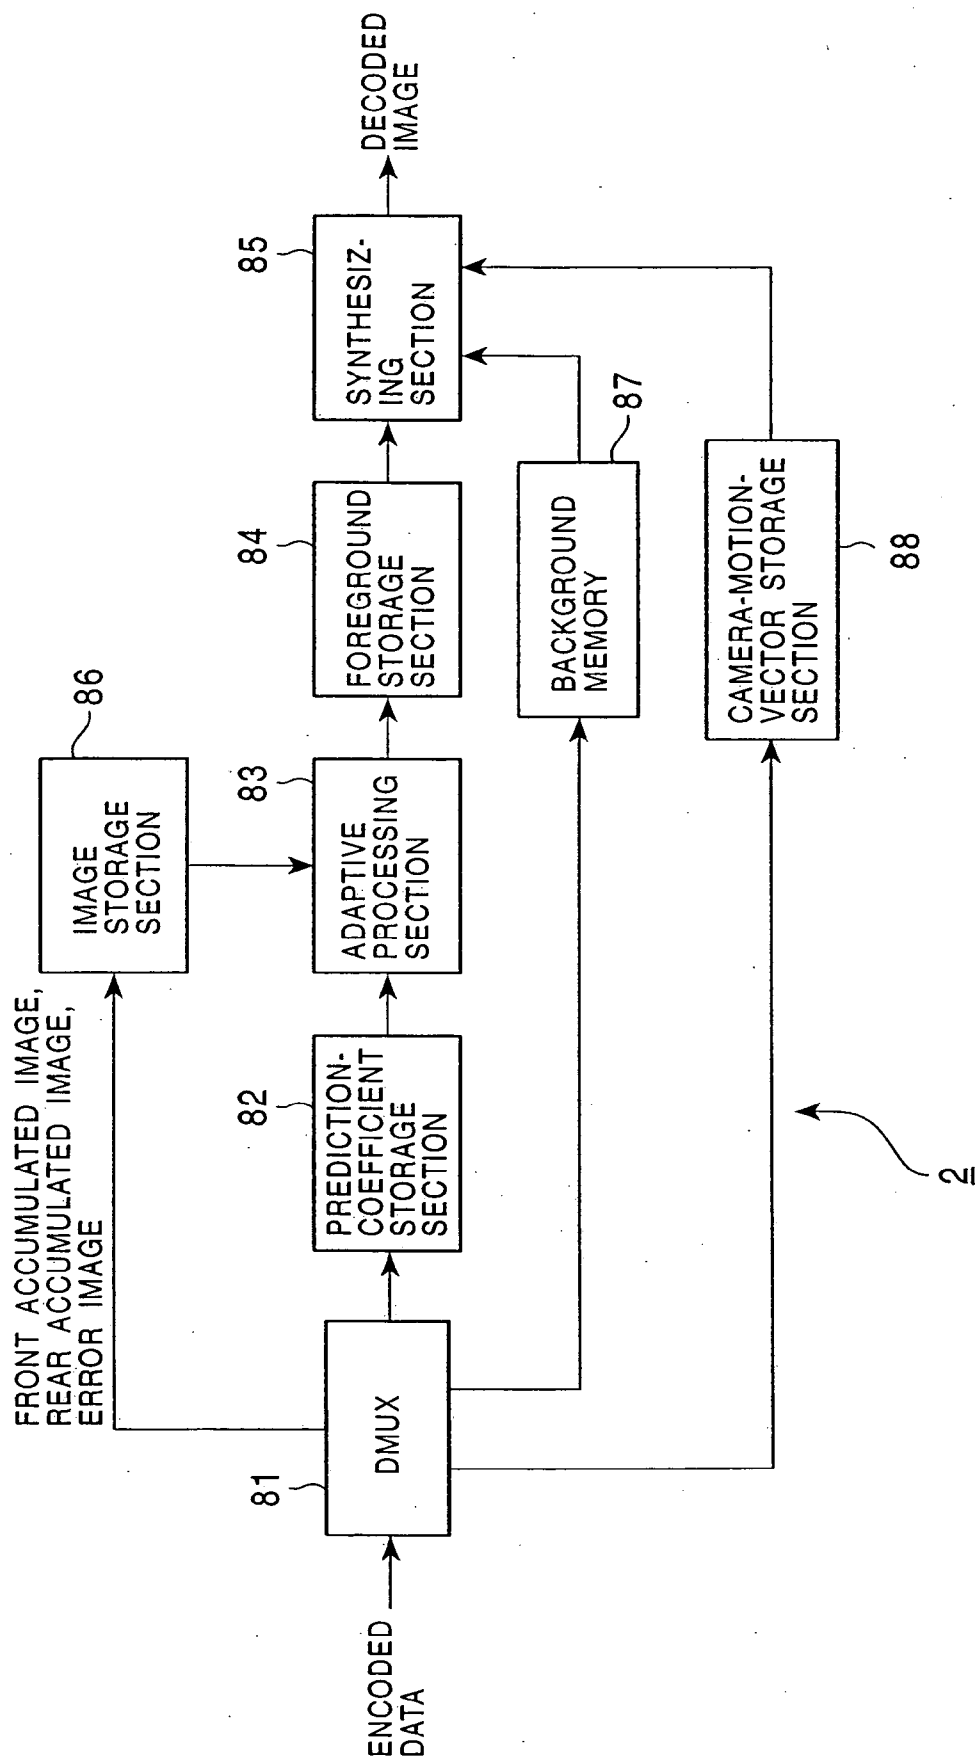 FRONT ACCUMULATED IMAGE,
REAR ACCUMULATED IMAGE,
ERROR IMAGE
86
IMAGE
STORAGE
SECTION
81
82
83
84
85
ENCODED
DATA
DMUX
PREDICTION-
COEFFICIENT
STORAGE
SECTION
ADAPTIVE
PROCESSING
SECTION
FOREGROUND
STORAGE
SECTION
SYNTHESIZ-
ING
SECTION
DECODED
IMAGE
BACKGROUND
MEMORY
87
CAMERA-MOTION-
VECTOR STORAGE
SECTION
88
2